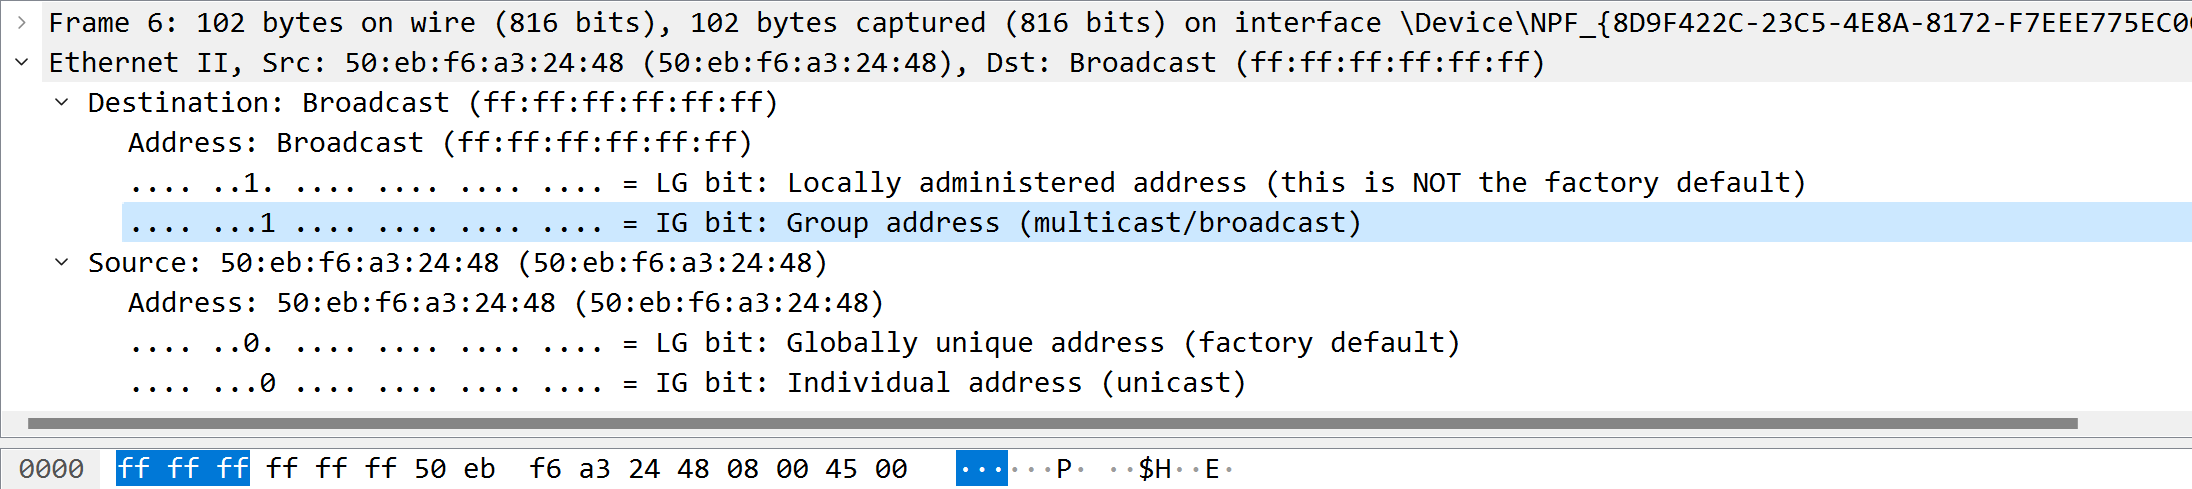 Frame 6: 102 bytes on wire (816 bits), 102 bytes captured (816 bits) on interface \Device\NPF_{8D9F422C-23C5-4E8A-8172-F7EEE775EC0
Ethernet II, Src: 50:eb:f6:a3:24:48 (50:eb:f6:a3:24:48), Dst: Broadcast (ff:ff:ff:ff:ff:ff)
Destination: Broadcast (ff:ff:ff:ff:ff:ff)
Address: Broadcast (ff:ff:ff:ff:ff:ff)
.... ..1. .... .... .... .... = LG bit: Locally administered address (this is NOT the factory default)
.... ...1 .... .... .... .... = IG bit: Group address (multicast/broadcast)
Source: 50:eb:f6:a3:24:48 (50:eb:f6:a3:24:48)
Address: 50:eb:f6:a3:24:48 (50:eb:f6:a3:24:48)
.... ..0. .... .... .... .... = LG bit: Globally unique address (factory default)
.... ...0 .... .... .... .... = IG bit: Individual address (unicast)
0000 ff ff ff ff ff ff 50 eb f6 a3 24 48 08 00 45 00 ······P· ··$H··E·